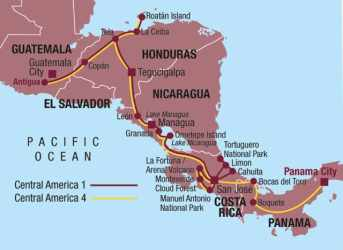 Roatán Island
Tela
La Ceiba
GUATEMALA
Guatemala
City
Copán
HONDURAS
Antigua
Tegucigalpa
EL SALVADOR
NICARAGUA
León
Lake Managua
Managua
Granada
Ometepe Island
Lake Nicaragua
PACIFIC
OCEAN
Tortuguero
National Park
Limon
La Fortuna /
Arenal Volcano
Cahuita
Monteverde
Cloud Forest
Bocas del Toro
Panama City
Manuel Antonio
National Park
San Jose
COSTA
RICA
Boquete
PANAMA
Central America 1
Central America 4